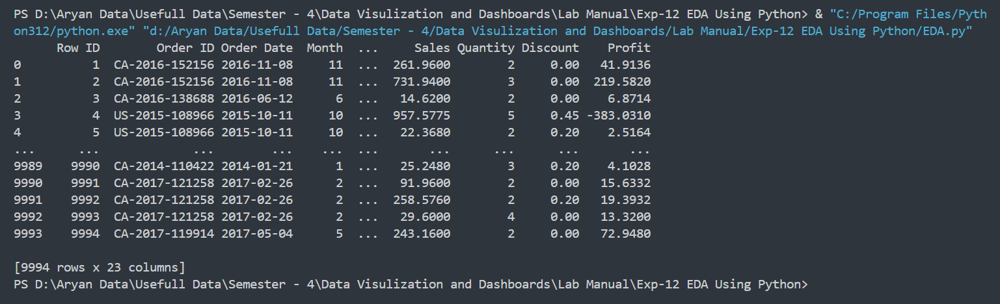 PS D:\Aryan Data\Usefull Data\Semester - 4\Data Visulization and Dashboards\Lab Manual\Exp-12 EDA Using Python> & "C:/Program Files/Pyth
on312/python.exe" "d:/Aryan Data/Usefull Data/Semester - 4/Data Visulization and Dashboards/Lab Manual/Exp-12 EDA Using Python/EDA.py"
      Row ID        Order ID Order Date  Month  ...     Sales Quantity Discount    Profit
0          1  CA-2016-152156 2016-11-08     11  ...  261.9600        2     0.00   41.9136
1          2  CA-2016-152156 2016-11-08     11  ...  731.9400        3     0.00  219.5820
2          3  CA-2016-138688 2016-06-12      6  ...   14.6200        2     0.00    6.8714
3          4  US-2015-108966 2015-10-11     10  ...  957.5775        5     0.45 -383.0310
4          5  US-2015-108966 2015-10-11     10  ...   22.3680        2     0.20    2.5164
...      ...             ...        ...    ...  ...       ...      ...      ...       ...
9989    9990  CA-2014-110422 2014-01-21      1  ...   25.2480        3     0.20    4.1028
9990    9991  CA-2017-121258 2017-02-26      2  ...   91.9600        2     0.00   15.6332
9991    9992  CA-2017-121258 2017-02-26      2  ...  258.5760        2     0.20   19.3932
9992    9993  CA-2017-121258 2017-02-26      2  ...   29.6000        4     0.00   13.3200
9993    9994  CA-2017-119914 2017-05-04      5  ...  243.1600        2     0.00   72.9480
[9994 rows x 23 columns]
PS D:\Aryan Data\Usefull Data\Semester - 4\Data Visulization and Dashboards\Lab Manual\Exp-12 EDA Using Python>